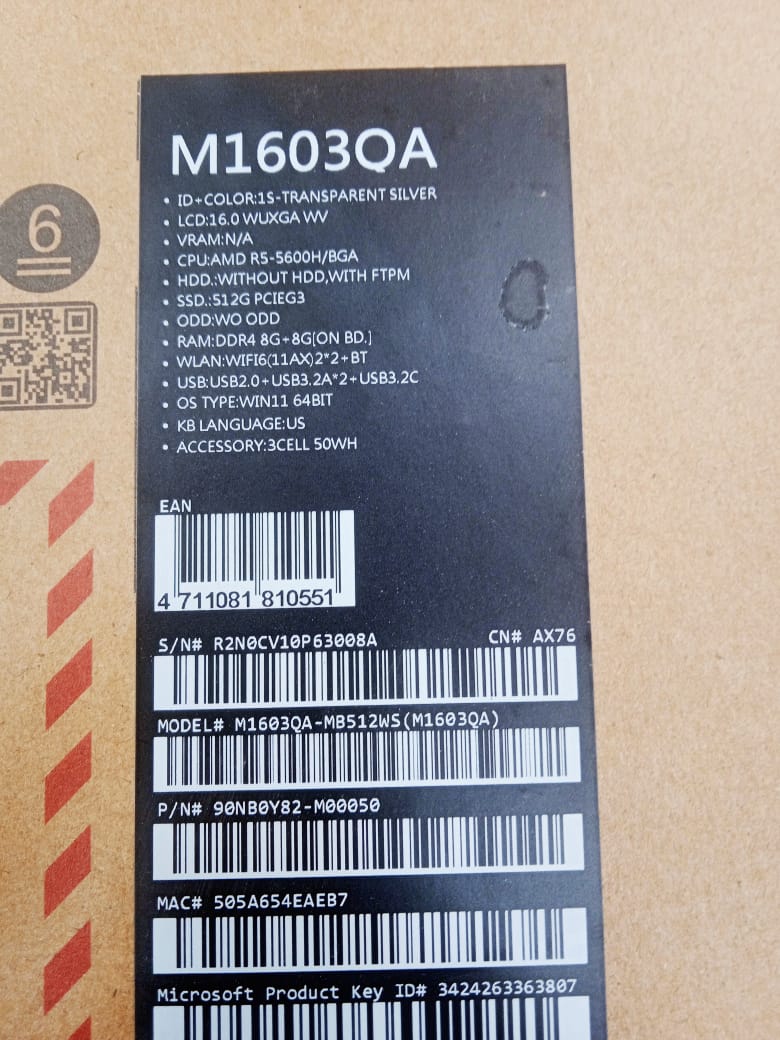 M1603QA
• ID+COLOR:1S-TRANSPARENT SILVER
• LCD:16.0 WUXGA WV
• VRAM:N/A
• CPU:AMD R5-5600H/BGA
• HDD.:WITHOUT HDD,WITH FTPM
• SSD.:512G PCIEG3
• ODD:WO ODD
• RAM:DDR4 8G+8G[ON BD.]
• WLAN:WIFI6(11AX)2*2+BT
• USB:USB2.0+USB3.2A*2+USB3.2C
• OS TYPE:WIN11 64BIT
• KB LANGUAGE:US
• ACCESSORY:3CELL 50WH
6
EAN
4 711081 810551
S/N# R2N0CV10P63008A CN# AX76
MODEL# M1603QA-MB512WS(M1603QA)
P/N# 90NB0Y82-M00050
MAC# 505A654EAEB7
Microsoft Product Key ID# 3424263363807